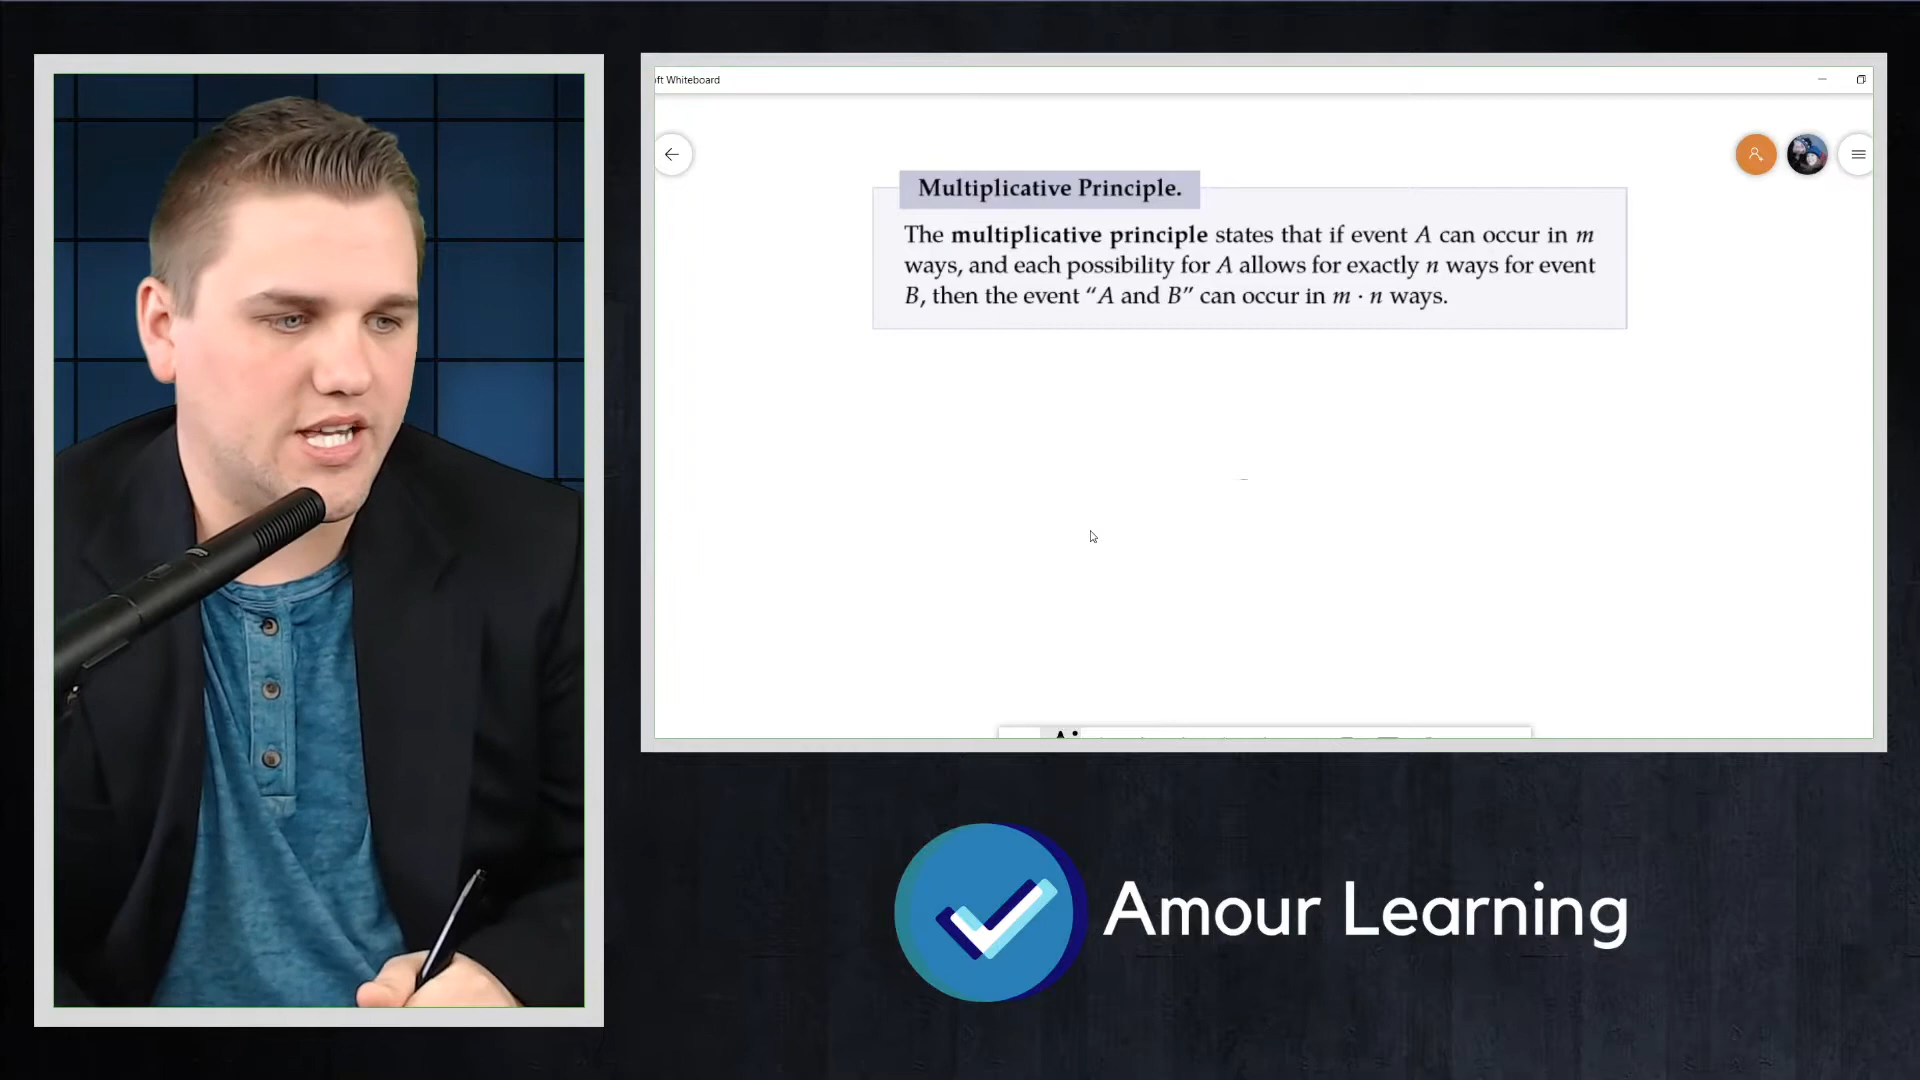 ft Whiteboard
Multiplicative Principle.
The multiplicative principle states that if event A can occur in m
ways, and each possibility for A allows for exactly n ways for event
B, then the event “A and B” can occur in m · n ways.
Amour Learning